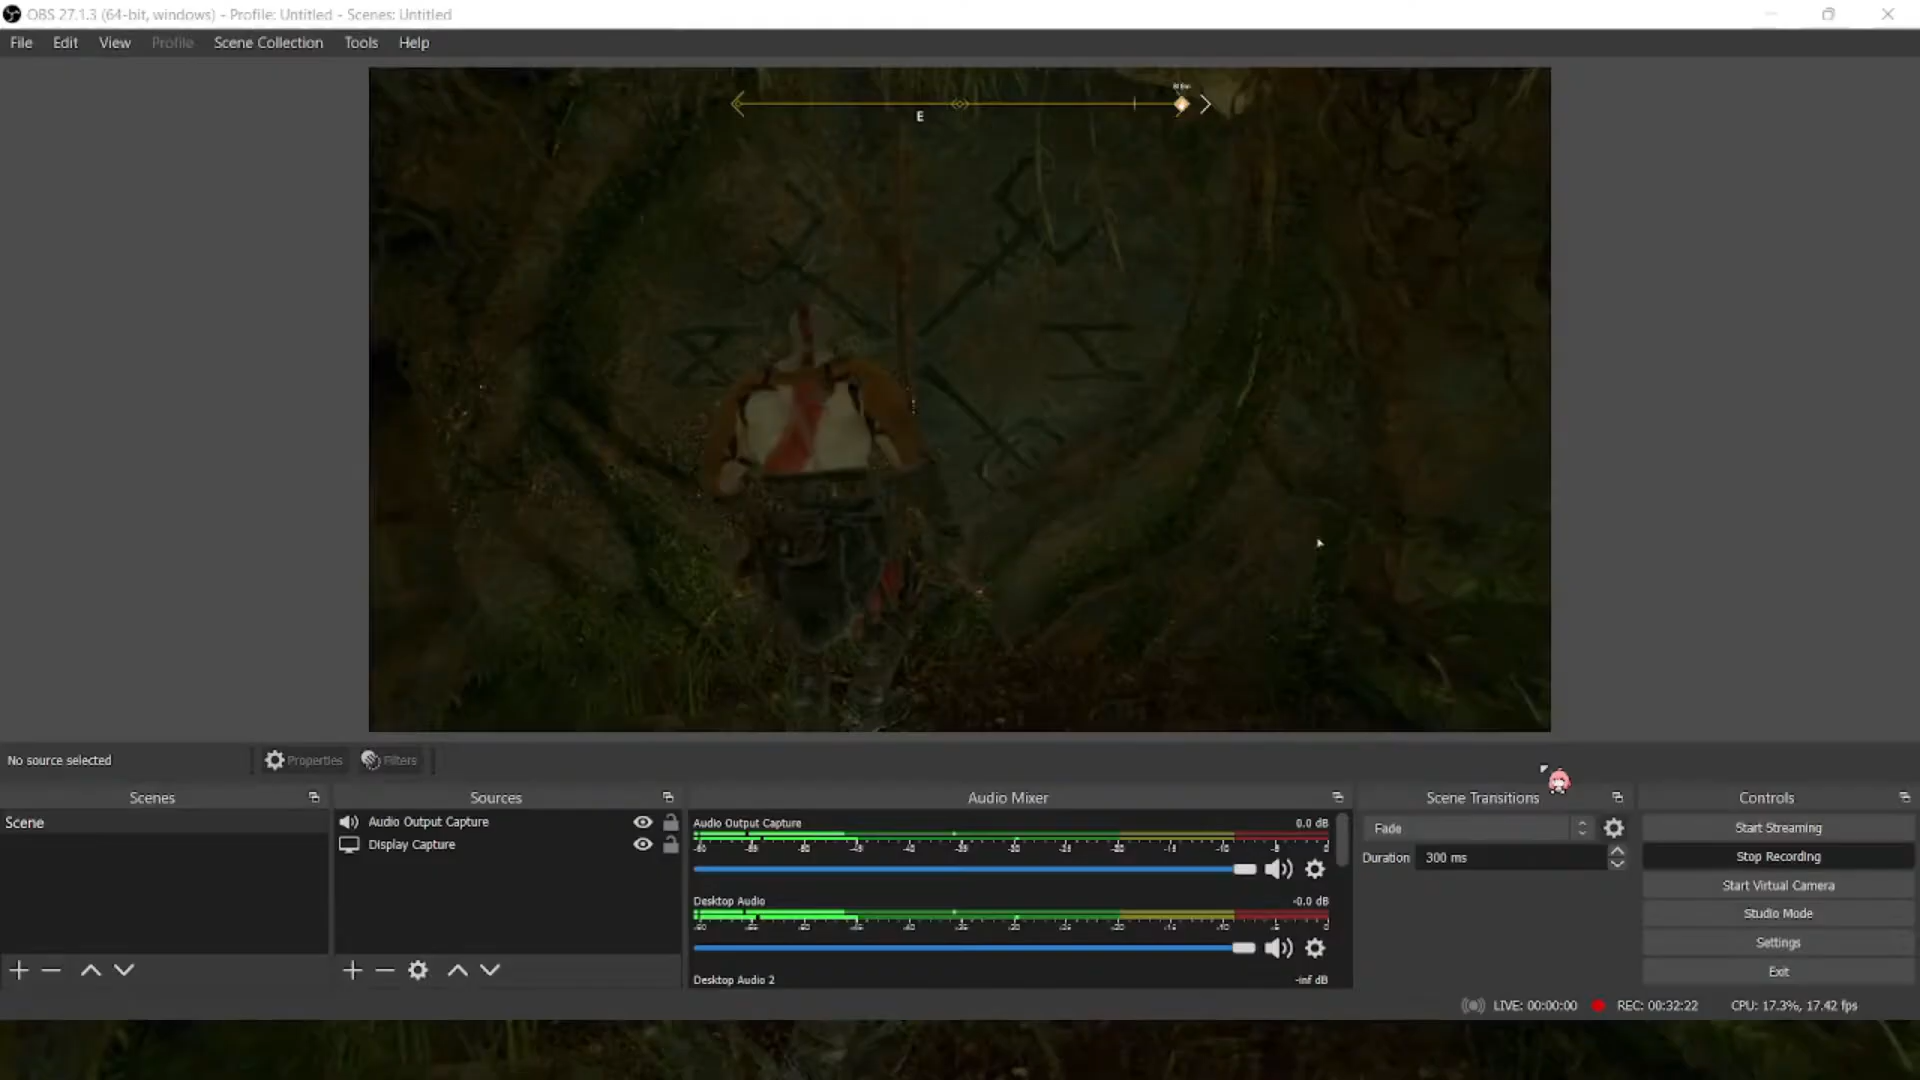 OBS 27.1.3 (64-bit, windows) - Profile: Untitled - Scenes: Untitled
File Edit View Profile Scene Collection Tools Help
E
No source selected
Properties Filters
Scenes
Scene
Sources
Audio Output Capture
Display Capture
Audio Mixer
Audio Output Capture 0.0 dB
Desktop Audio -0.0 dB
Desktop Audio 2 -inf dB
Scene Transitions
Fade
Duration 300 ms
Controls
Start Streaming
Stop Recording
Start Virtual Camera
Studio Mode
Settings
Exit
LIVE: 00:00:00 REC: 00:32:22 CPU: 17.3%, 17.42 fps